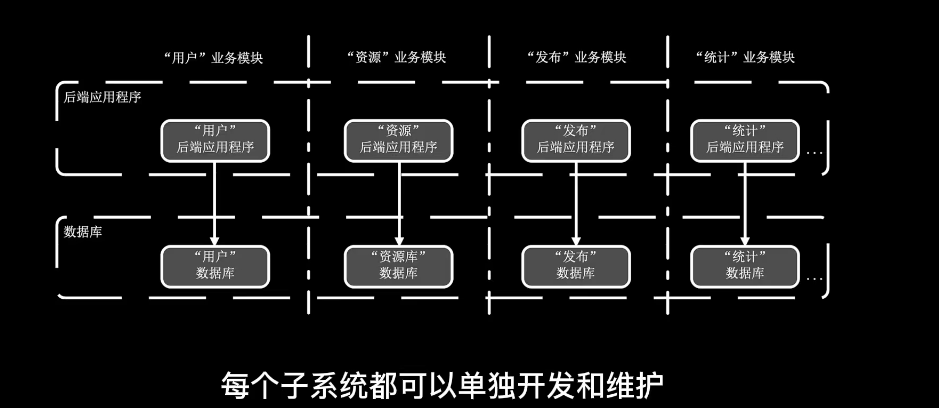 “用户”业务模块
“资源”业务模块
“发布”业务模块
“统计”业务模块
后端应用程序
“用户”
后端应用程序
“资源”
后端应用程序
“发布”
后端应用程序
“统计”
后端应用程序
...
数据库
“用户”
数据库
“资源库”
数据库
“发布”
数据库
“统计”
数据库
...
每个子系统都可以单独开发和维护